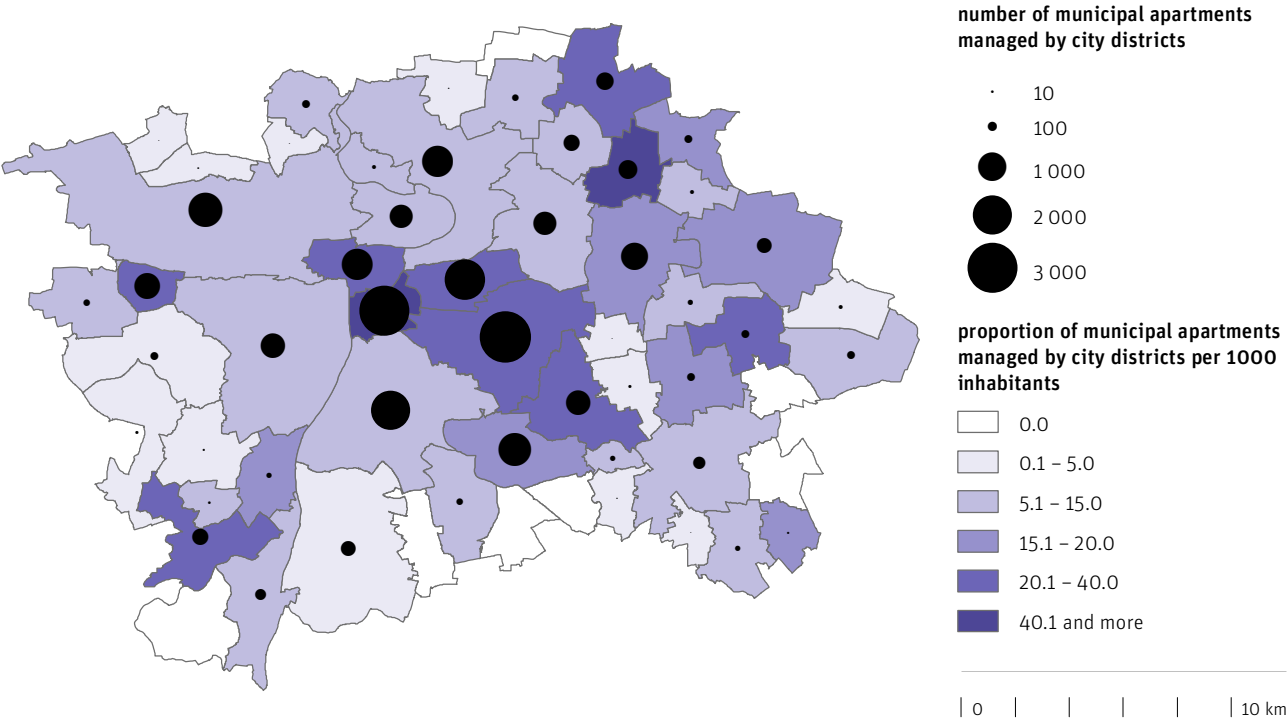 number of municipal apartments
managed by city districts
10
100
1 000
2 000
3 000
proportion of municipal apartments
managed by city districts per 1000
inhabitants
0.0
0.1 – 5.0
5.1 – 15.0
15.1 – 20.0
20.1 – 40.0
40.1 and more
0 10 km